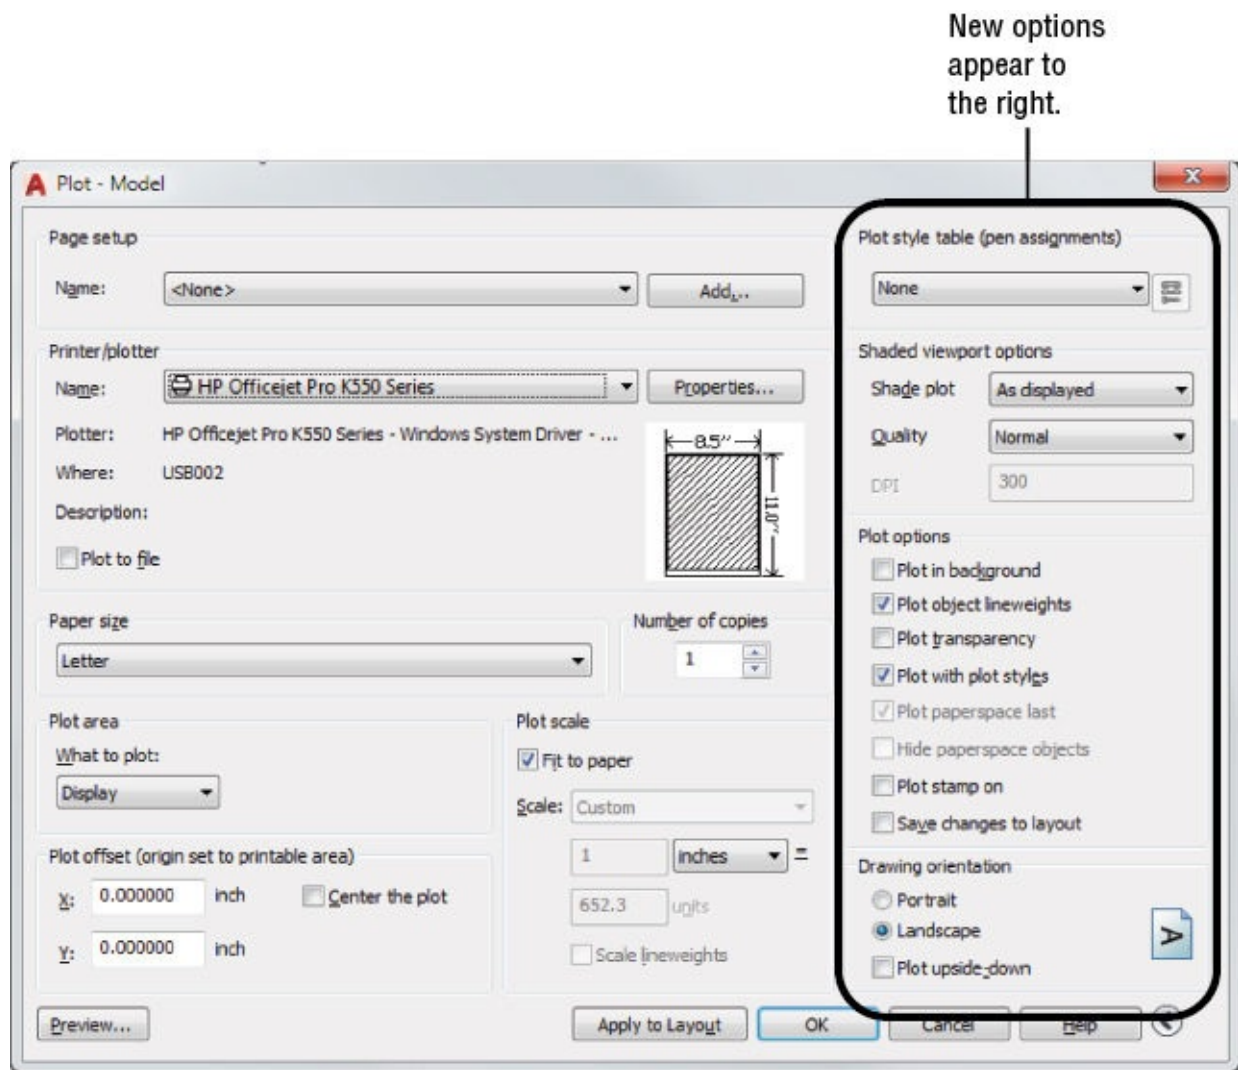 New options
appear to
the right.
Plot - Model
Page setup
Name:
<None>
Add...
Printer/plotter
Name:
HP Officejet Pro K550 Series
Properties...
Plotter:
HP Officejet Pro K550 Series - Windows System Driver - ...
Where:
USB002
Description:
Plot to file
8.5"
11.0"
Paper size
Letter
Number of copies
1
Plot area
What to plot:
Display
Plot offset (origin set to printable area)
X:
0.000000
inch
Center the plot
Y:
0.000000
inch
Plot scale
Fit to paper
Scale:
Custom
1
inches
=
652.3
units
Scale lineweights
Plot style table (pen assignments)
None
Shaded viewport options
Shade plot
As displayed
Quality
Normal
DPI
300
Plot options
Plot in background
Plot object lineweights
Plot transparency
Plot with plot styles
Plot paperspace last
Hide paperspace objects
Plot stamp on
Save changes to layout
Drawing orientation
Portrait
Landscape
Plot upside-down
A
Preview...
Apply to Layout
OK
Cancel
Help